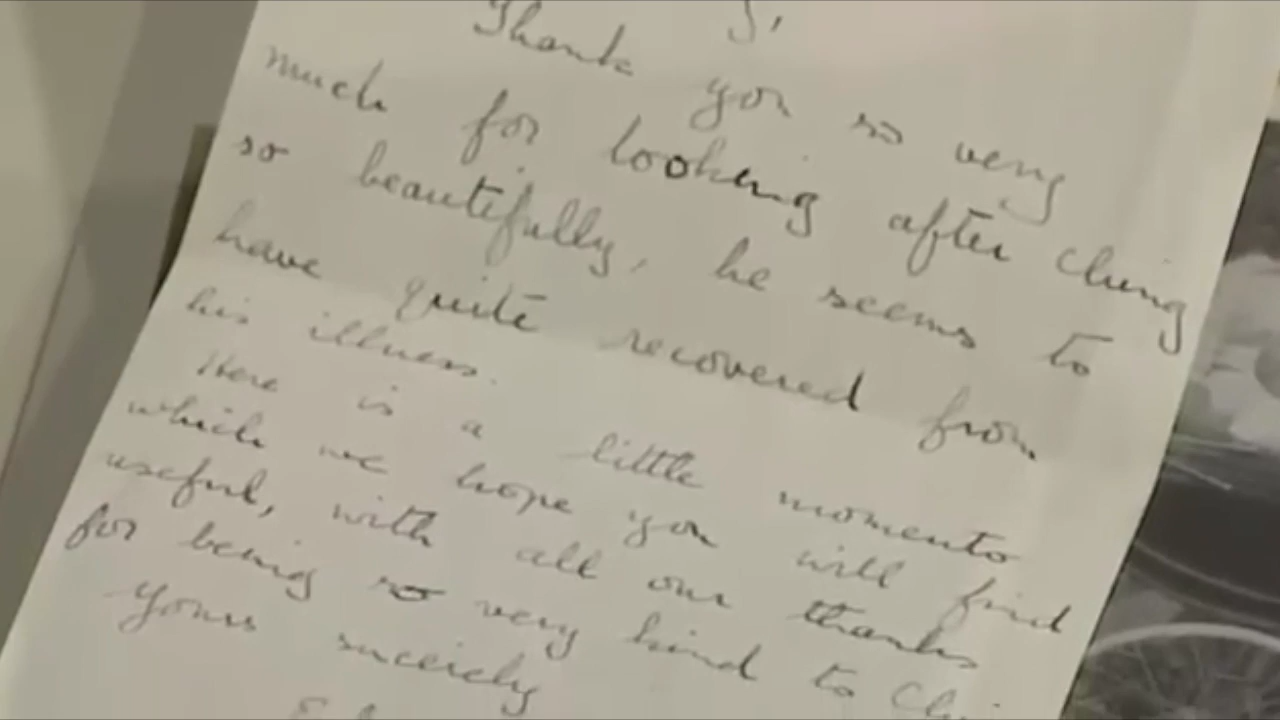 Thank you so very
much for looking after Ching
so beautifully, he seems to
have quite recovered from
his illness.
Here is a little momento
which we hope you will find
useful, with all our thanks
for being so very kind to
yours sincerely